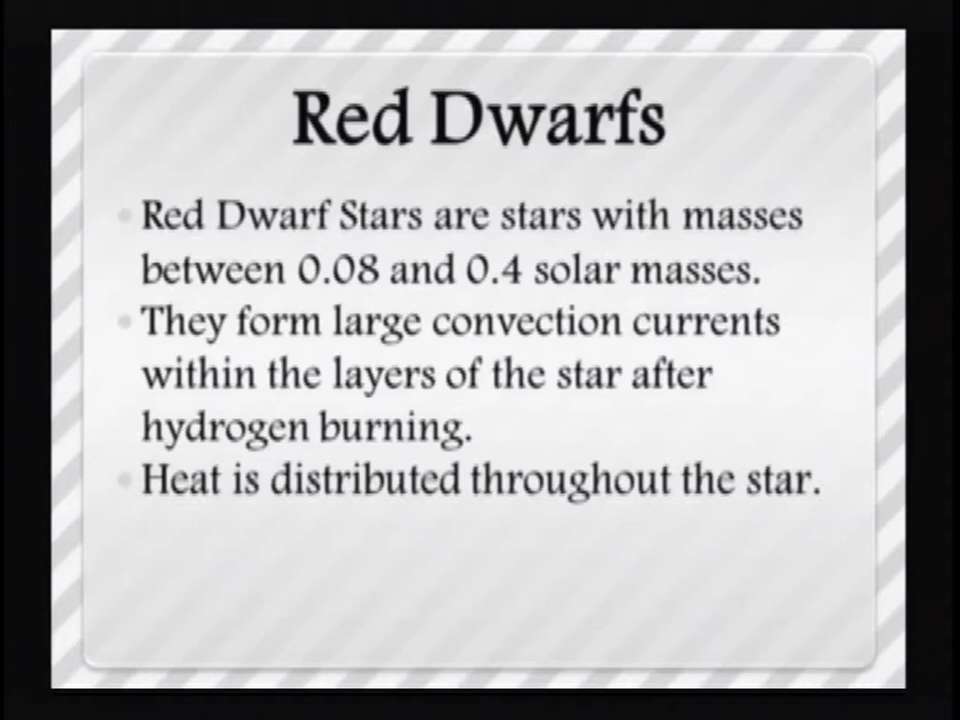 Red Dwarfs
Red Dwarf Stars are stars with masses
between 0.08 and 0.4 solar masses.
They form large convection currents
within the layers of the star after
hydrogen burning.
Heat is distributed throughout the star.